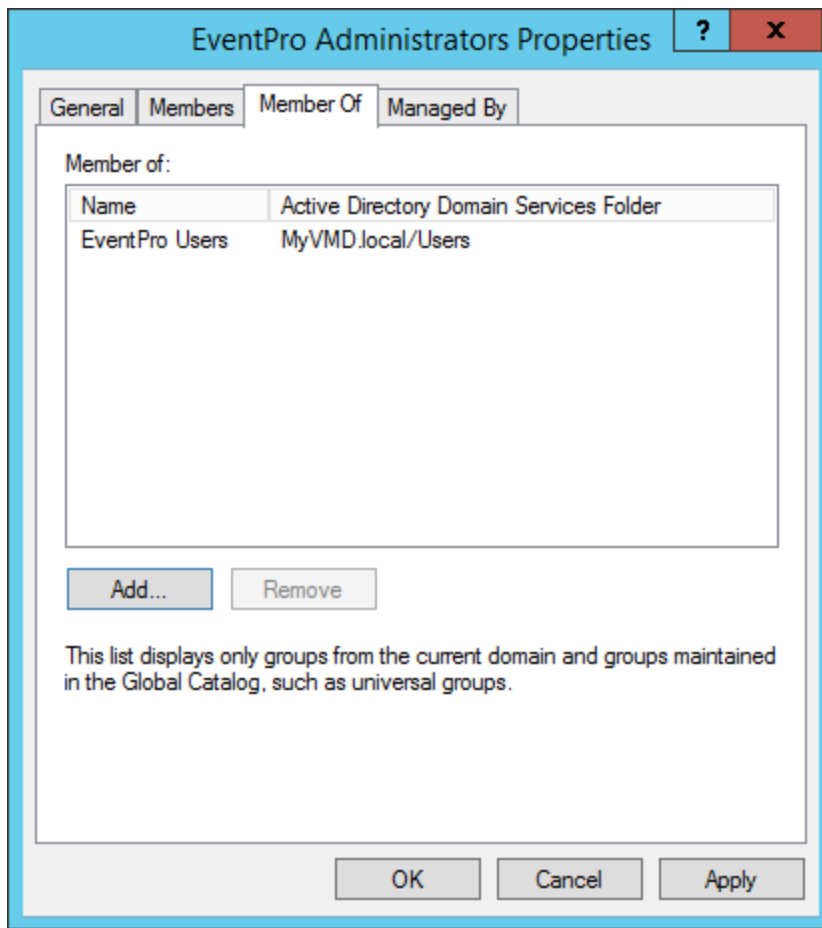 EventPro Administrators Properties ? x
General Members Member Of Managed By
Member of:
Name Active Directory Domain Services Folder
EventPro Users MyVMD.local/Users
Add... Remove
This list displays only groups from the current domain and groups maintained
in the Global Catalog, such as universal groups.
OK Cancel Apply